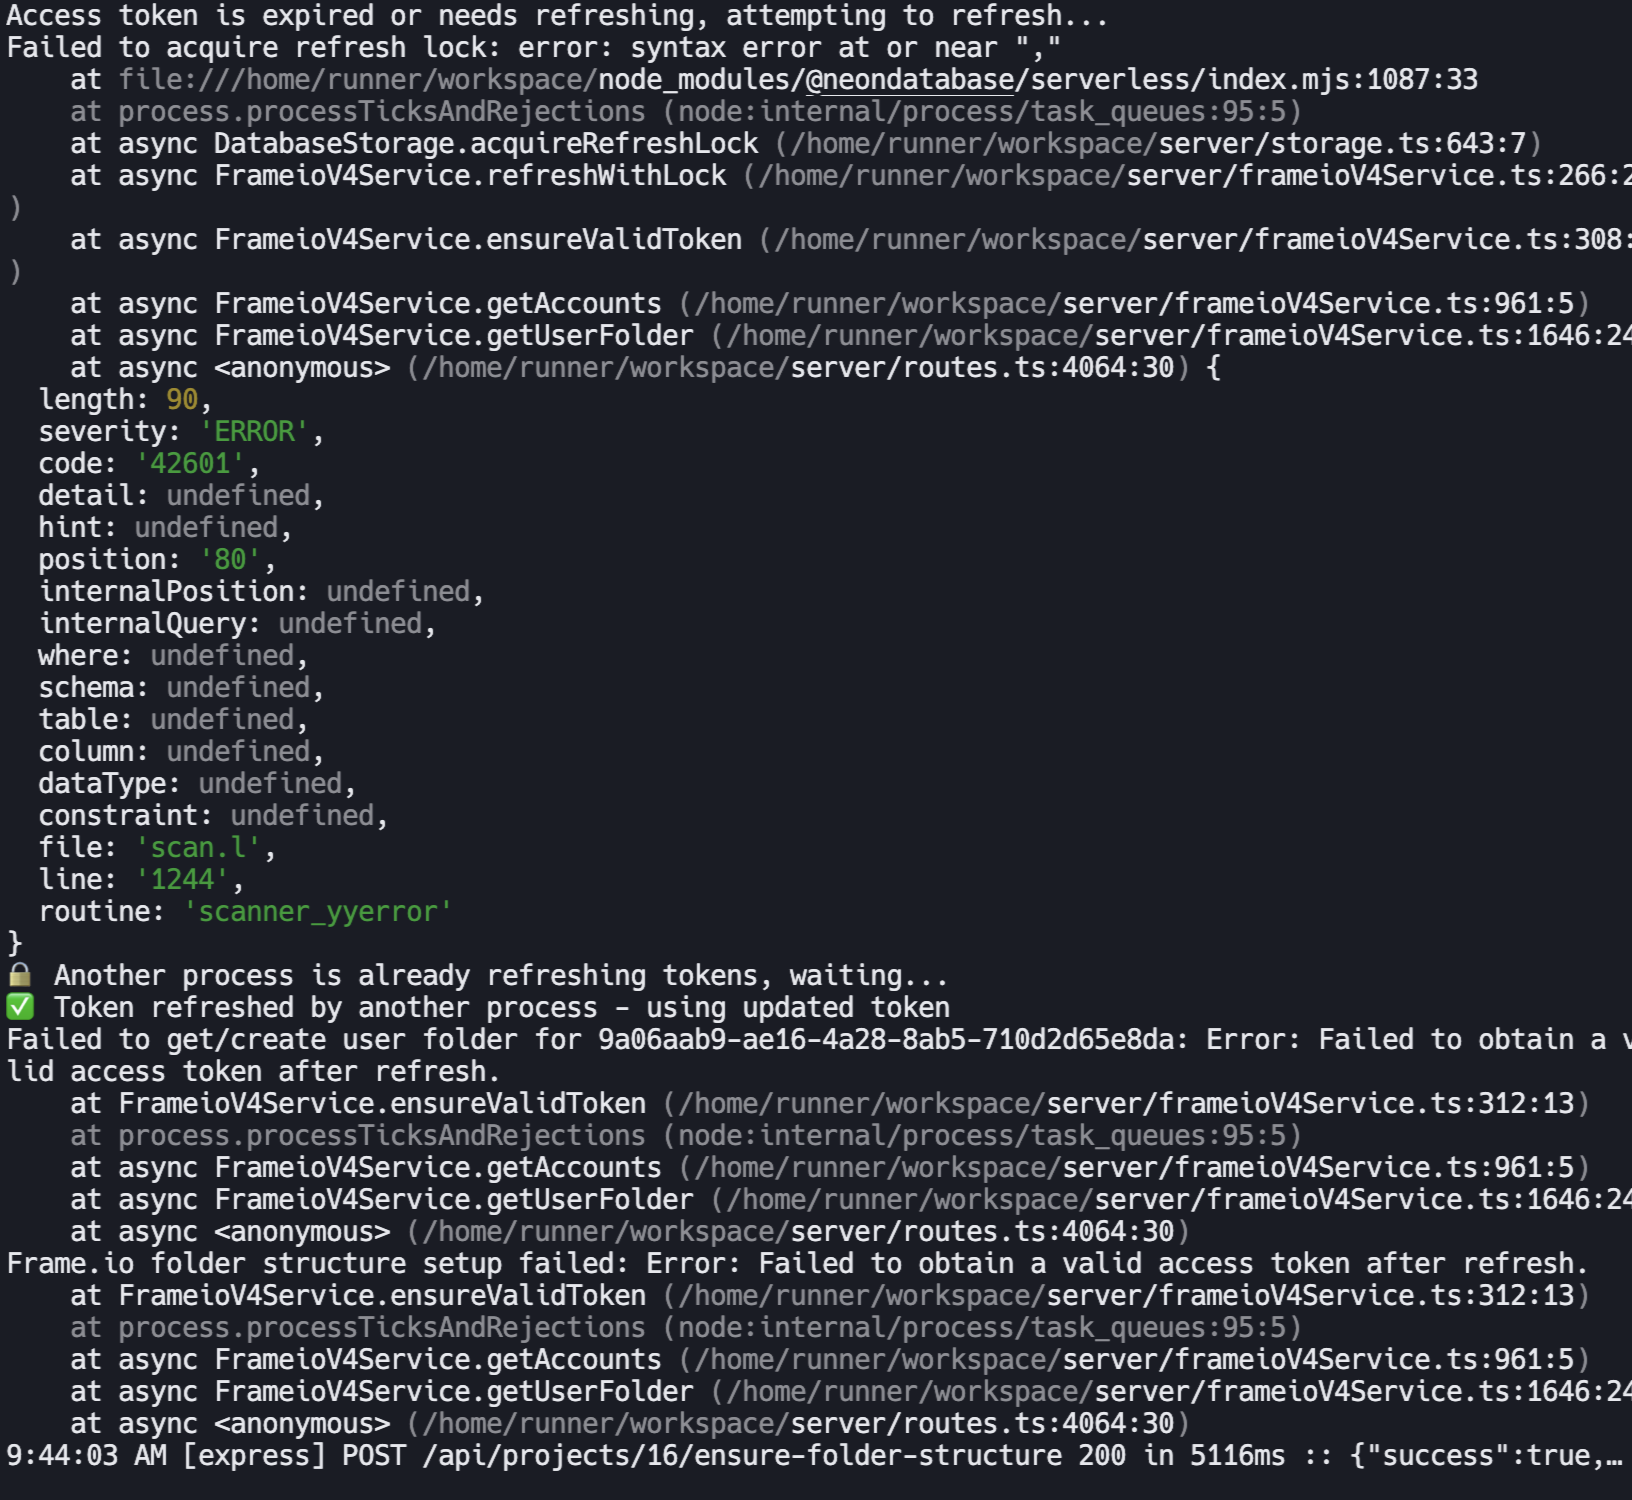 Access token is expired or needs refreshing, attempting to refresh...
Failed to acquire refresh lock: error: syntax error at or near ","
    at file:///home/runner/workspace/node_modules/@neondatabase/serverless/index.mjs:1087:33
    at process.processTicksAndRejections (node:internal/process/task_queues:95:5)
    at async DatabaseStorage.acquireRefreshLock (/home/runner/workspace/server/storage.ts:643:7)
    at async FrameioV4Service.refreshWithLock (/home/runner/workspace/server/frameioV4Service.ts:266:2
)
    at async FrameioV4Service.ensureValidToken (/home/runner/workspace/server/frameioV4Service.ts:308:
)
    at async FrameioV4Service.getAccounts (/home/runner/workspace/server/frameioV4Service.ts:961:5)
    at async FrameioV4Service.getUserFolder (/home/runner/workspace/server/frameioV4Service.ts:1646:24
    at async <anonymous> (/home/runner/workspace/server/routes.ts:4064:30) {
  length: 90,
  severity: 'ERROR',
  code: '42601',
  detail: undefined,
  hint: undefined,
  position: '80',
  internalPosition: undefined,
  internalQuery: undefined,
  where: undefined,
  schema: undefined,
  table: undefined,
  column: undefined,
  dataType: undefined,
  constraint: undefined,
  file: 'scan.l',
  line: '1244',
  routine: 'scanner_yyerror'
}
🔒 Another process is already refreshing tokens, waiting...
✅ Token refreshed by another process - using updated token
Failed to get/create user folder for 9a06aab9-ae16-4a28-8ab5-710d2d65e8da: Error: Failed to obtain a v
lid access token after refresh.
    at FrameioV4Service.ensureValidToken (/home/runner/workspace/server/frameioV4Service.ts:312:13)
    at process.processTicksAndRejections (node:internal/process/task_queues:95:5)
    at async FrameioV4Service.getAccounts (/home/runner/workspace/server/frameioV4Service.ts:961:5)
    at async FrameioV4Service.getUserFolder (/home/runner/workspace/server/frameioV4Service.ts:1646:24
    at async <anonymous> (/home/runner/workspace/server/routes.ts:4064:30)
Frame.io folder structure setup failed: Error: Failed to obtain a valid access token after refresh.
    at FrameioV4Service.ensureValidToken (/home/runner/workspace/server/frameioV4Service.ts:312:13)
    at process.processTicksAndRejections (node:internal/process/task_queues:95:5)
    at async FrameioV4Service.getAccounts (/home/runner/workspace/server/frameioV4Service.ts:961:5)
    at async FrameioV4Service.getUserFolder (/home/runner/workspace/server/frameioV4Service.ts:1646:24
    at async <anonymous> (/home/runner/workspace/server/routes.ts:4064:30)
9:44:03 AM [express] POST /api/projects/16/ensure-folder-structure 200 in 5116ms :: {"success":true,…